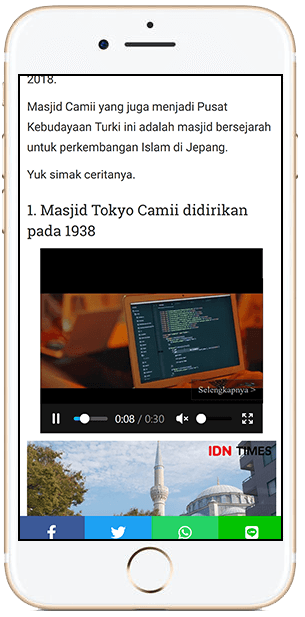 2018.
Masjid Camii yang juga menjadi Pusat
Kebudayaan Turki ini adalah masjid bersejarah
untuk perkembangan Islam di Jepang.
Yuk simak ceritanya.
1. Masjid Tokyo Camii didirikan
pada 1938
Selengkapnya >
0:08 / 0:30
IDN TIMES